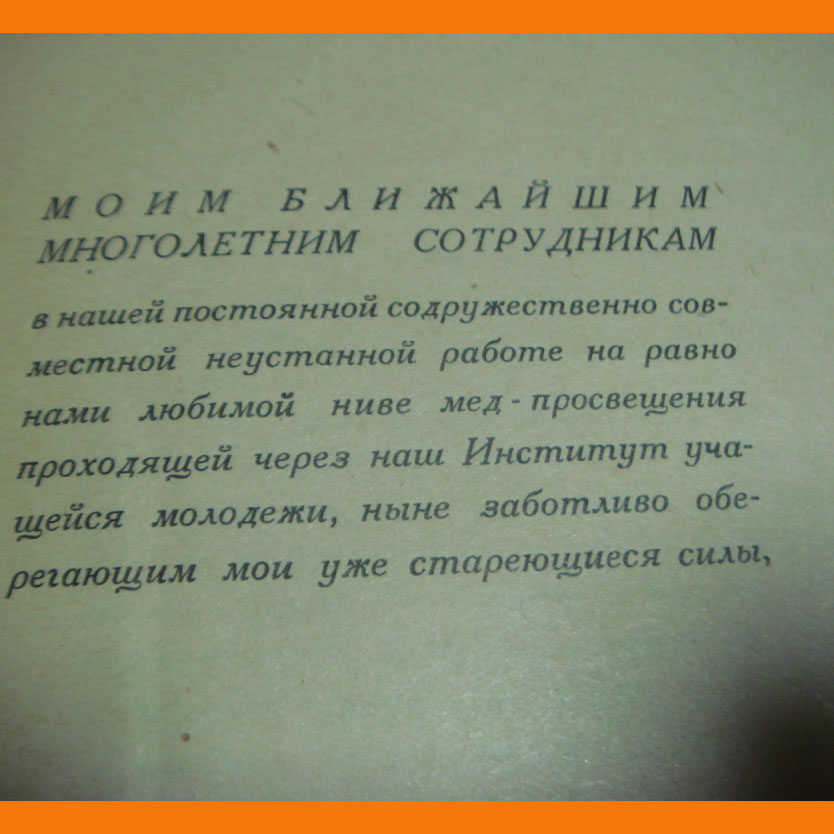 МОИМ БЛИЖАЙШИМ
МНОГОЛЕТНИМ СОТРУДНИКАМ
в нашей постоянной содружественно сов-
местной неустанной работе на равно
нами любимой ниве мед-просвещения
проходящей через наш Институт уча-
щейся молодежи, ныне заботливо обе-
регающим мои уже стареющиеся силы,